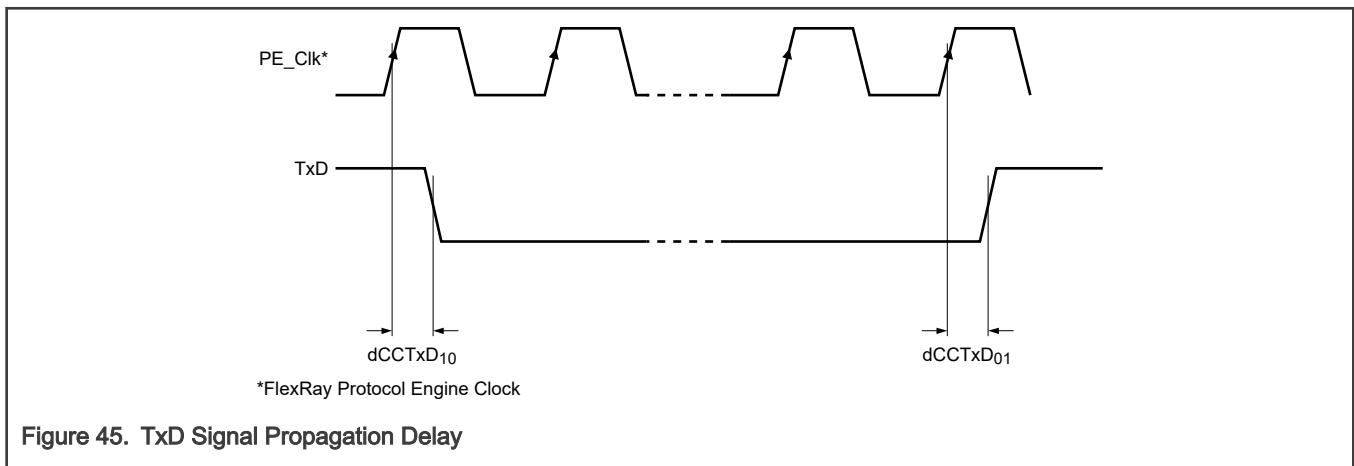 PE_Clk*
TxD
dCCTxD10
dCCTxD01
*FlexRay Protocol Engine Clock
Figure 45. TxD Signal Propagation Delay